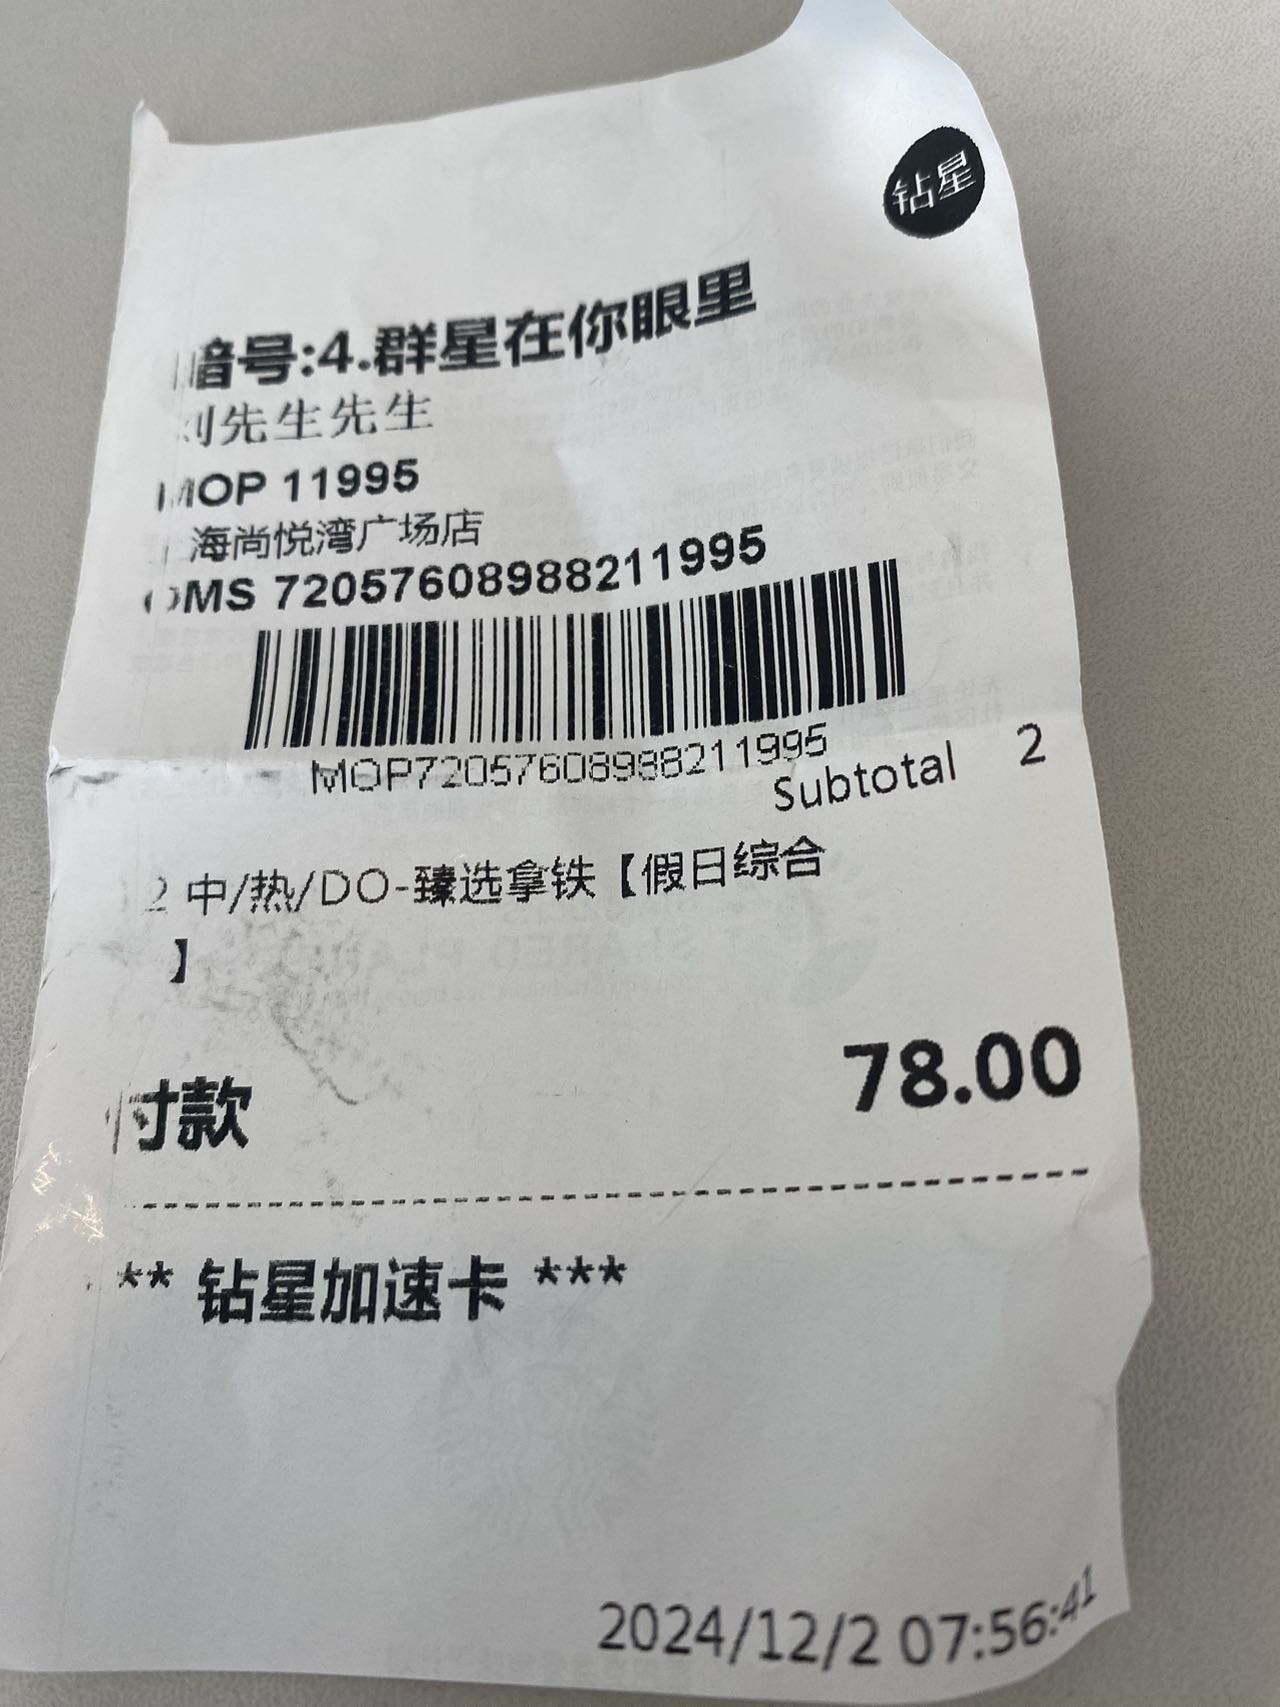 钻星
暗号:4.群星在你眼里
刘先生先生
MOP 11995
上海尚悦湾广场店
OMS 72057608988211995
MOP72057608988211995
Subtotal 2
2 中/热/DO-臻选拿铁【假日综合
】
付款 78.00
** 钻星加速卡 ***
2024/12/2 07:56:41